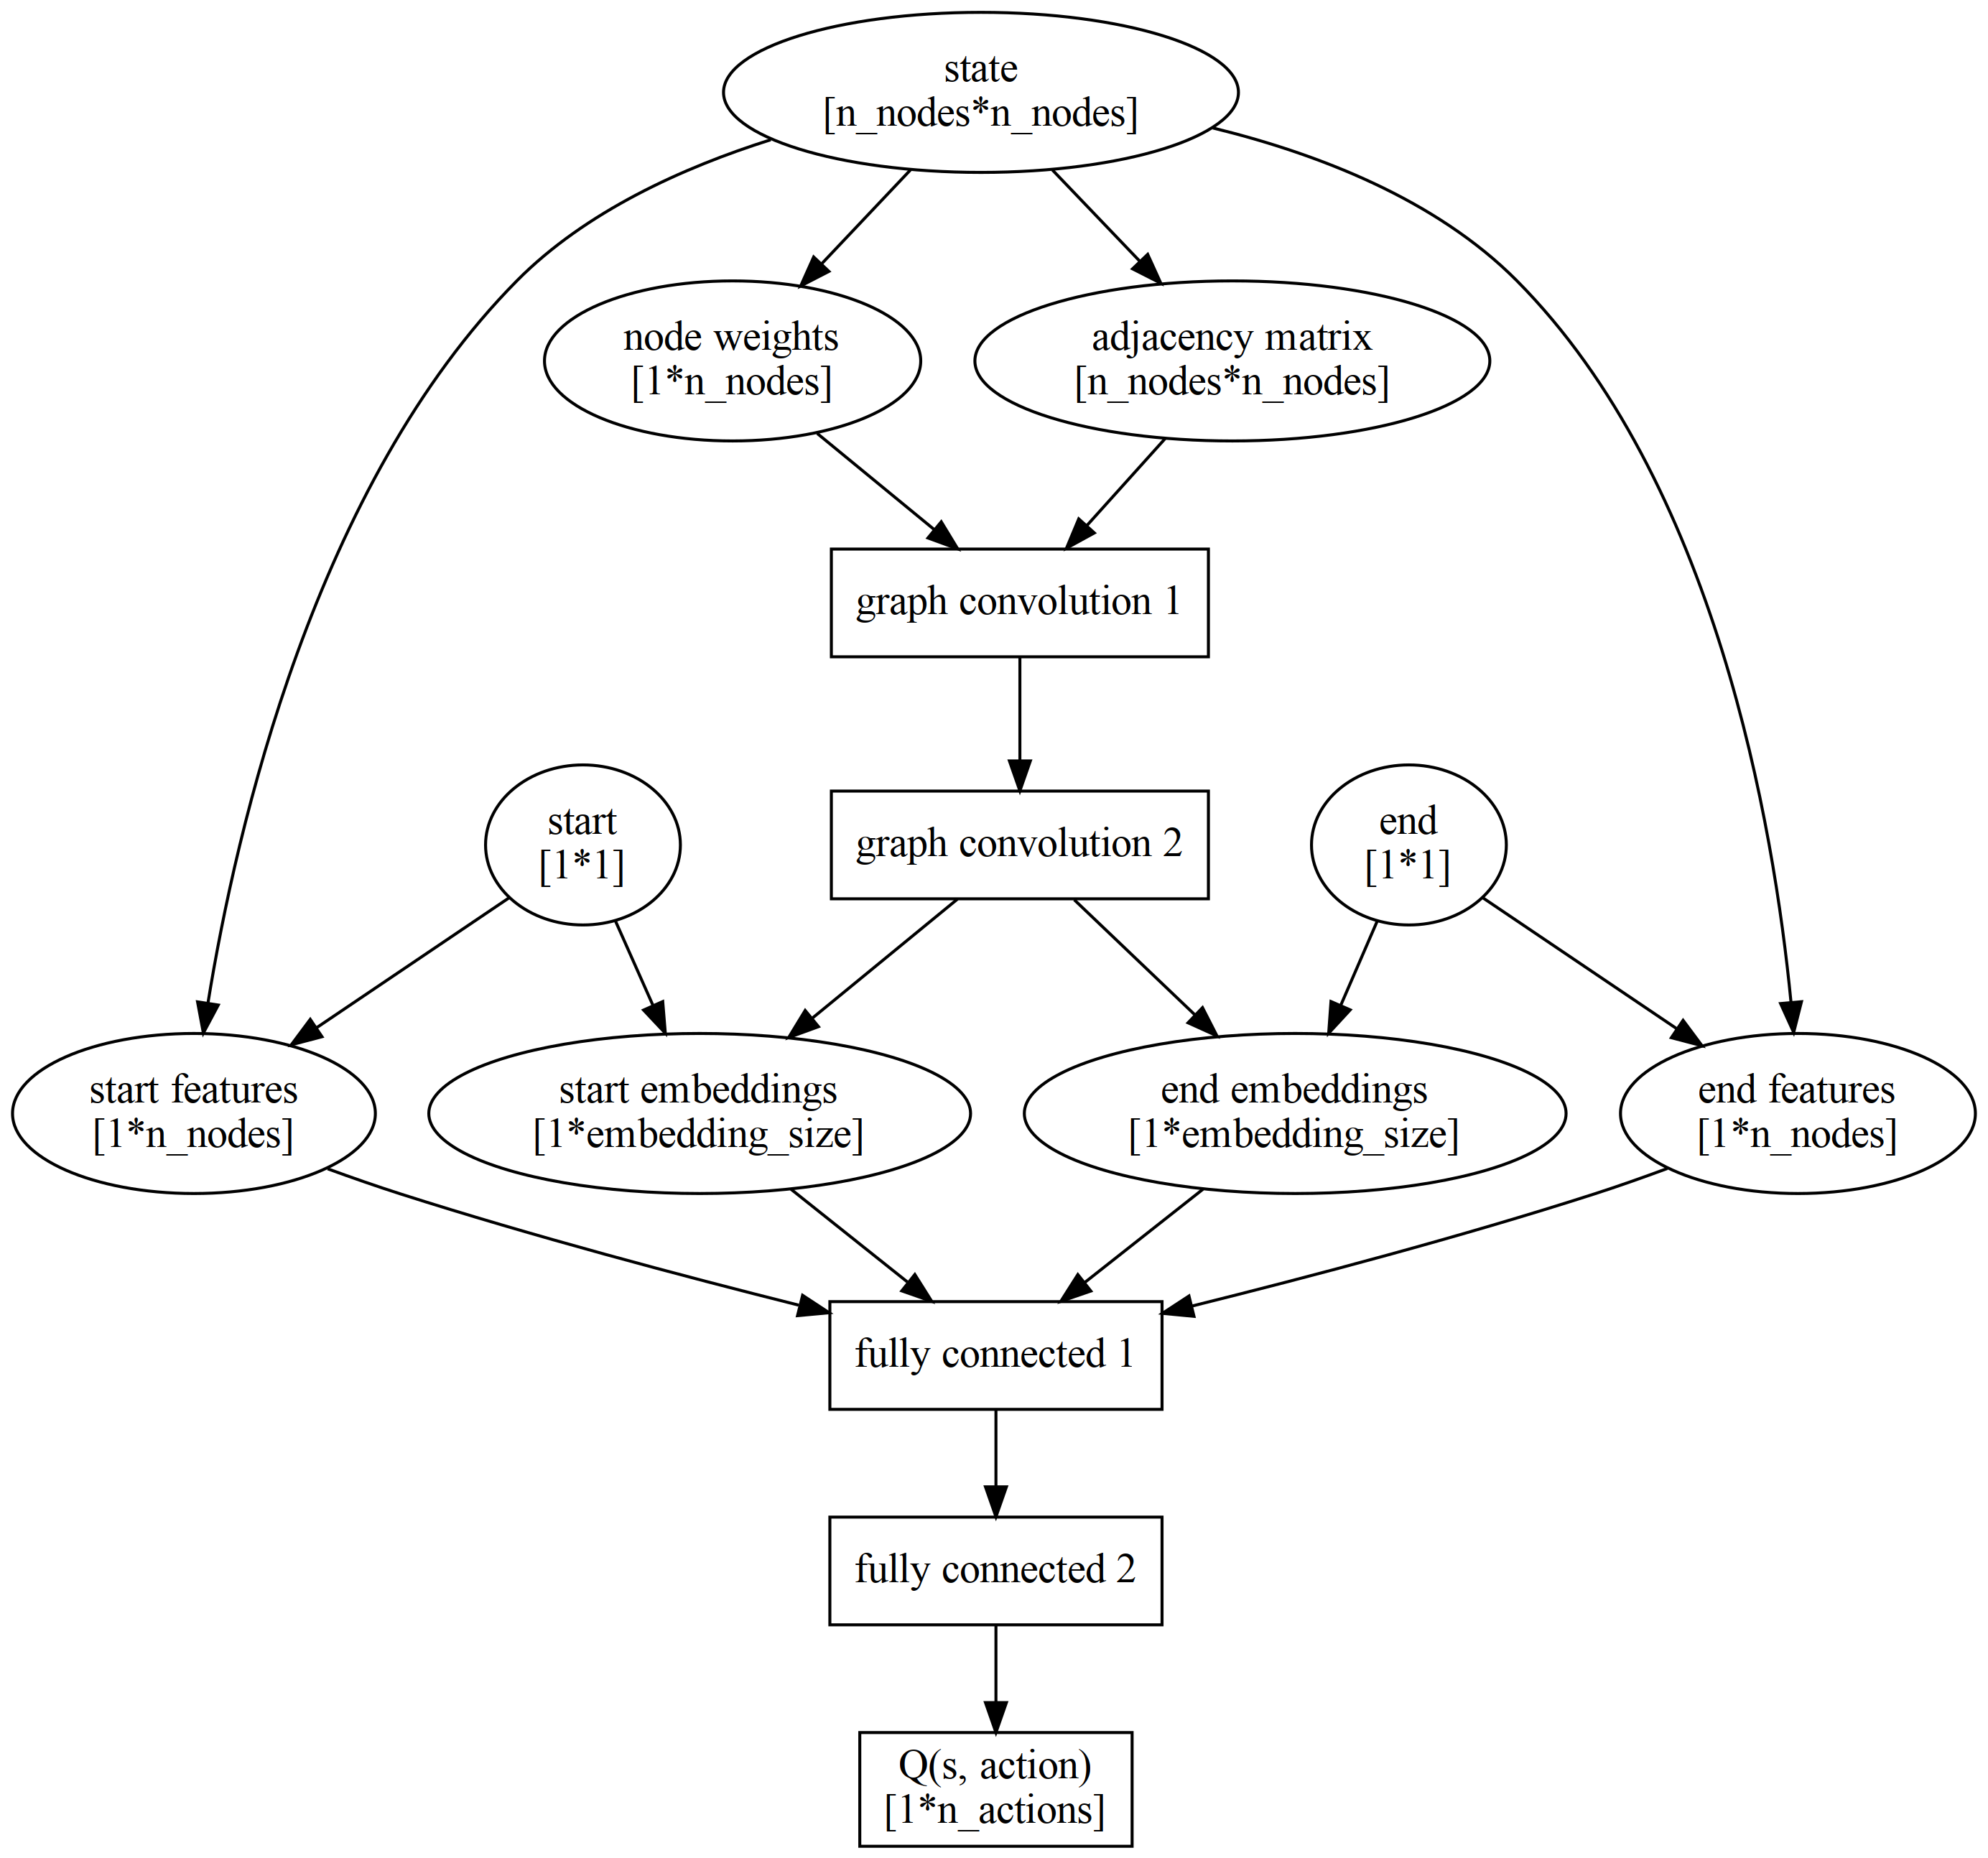 state
[n_nodes*n_nodes]
node weights
[1*n_nodes]
adjacency matrix
[n_nodes*n_nodes]
graph convolution 1
start
[1*1]
graph convolution 2
end
[1*1]
start features
[1*n_nodes]
start embeddings
[1*embedding_size]
end embeddings
[1*embedding_size]
end features
[1*n_nodes]
fully connected 1
fully connected 2
Q(s, action)
[1*n_actions]